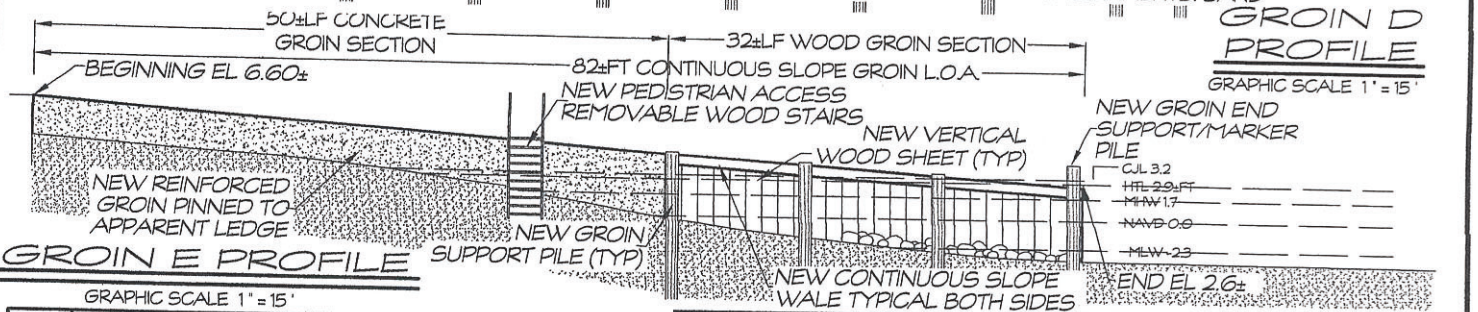 GROIN D
PROFILE
GRAPHIC SCALE 1" = 15'
50±LF CONCRETE
GROIN SECTION
32±LF WOOD GROIN SECTION
82±FT CONTINUOUS SLOPE GROIN L.O.A.
BEGINNING EL 6.60±
NEW PEDISTRIAN ACCESS
REMOVABLE WOOD STAIRS
NEW VERTICAL
WOOD SHEET (TYP)
NEW GROIN END
SUPPORT/MARKER
PILE
CJL 3.2
HTL 2.9±FT
MHW 1.7
NAVD 0.0
MLW -2.3
NEW REINFORCED
GROIN PINNED TO
APPARENT LEDGE
NEW GROIN
SUPPORT PILE (TYP)
NEW CONTINUOUS SLOPE
WALE TYPICAL BOTH SIDES
END EL 2.6±
GROIN E PROFILE
GRAPHIC SCALE 1" = 15'